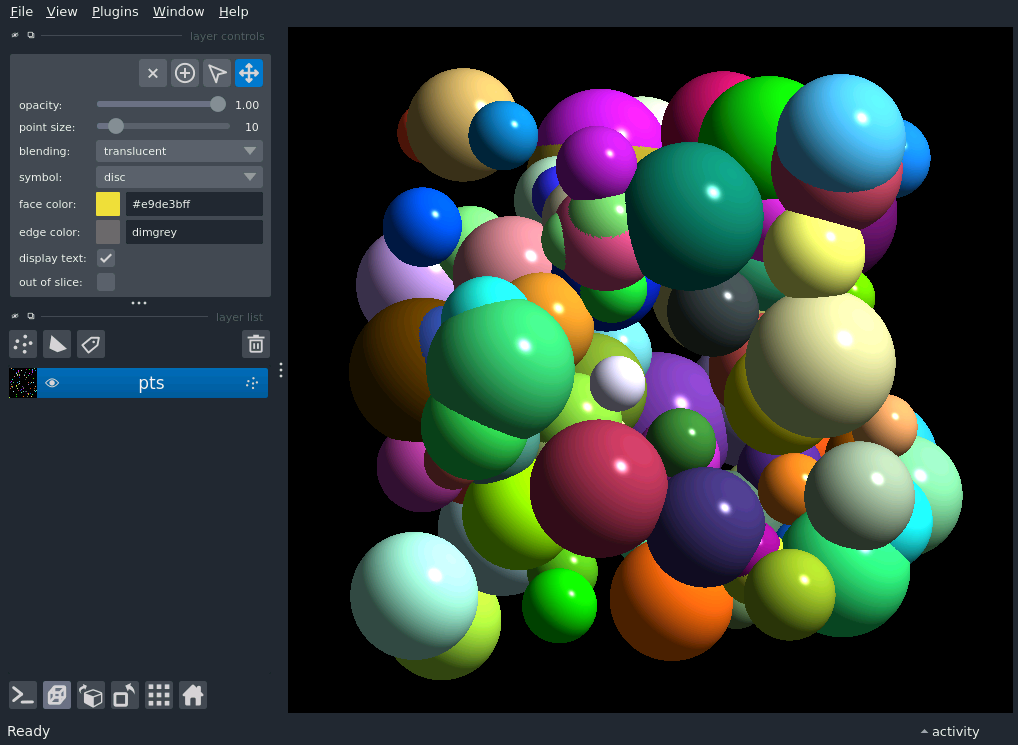 File View Plugins Window Help
layer controls
opacity: 1.00
point size: 10
blending: translucent
symbol: disc
face color: #e9de3bff
edge color: dimgrey
display text:
out of slice:
layer list
pts
Ready activity